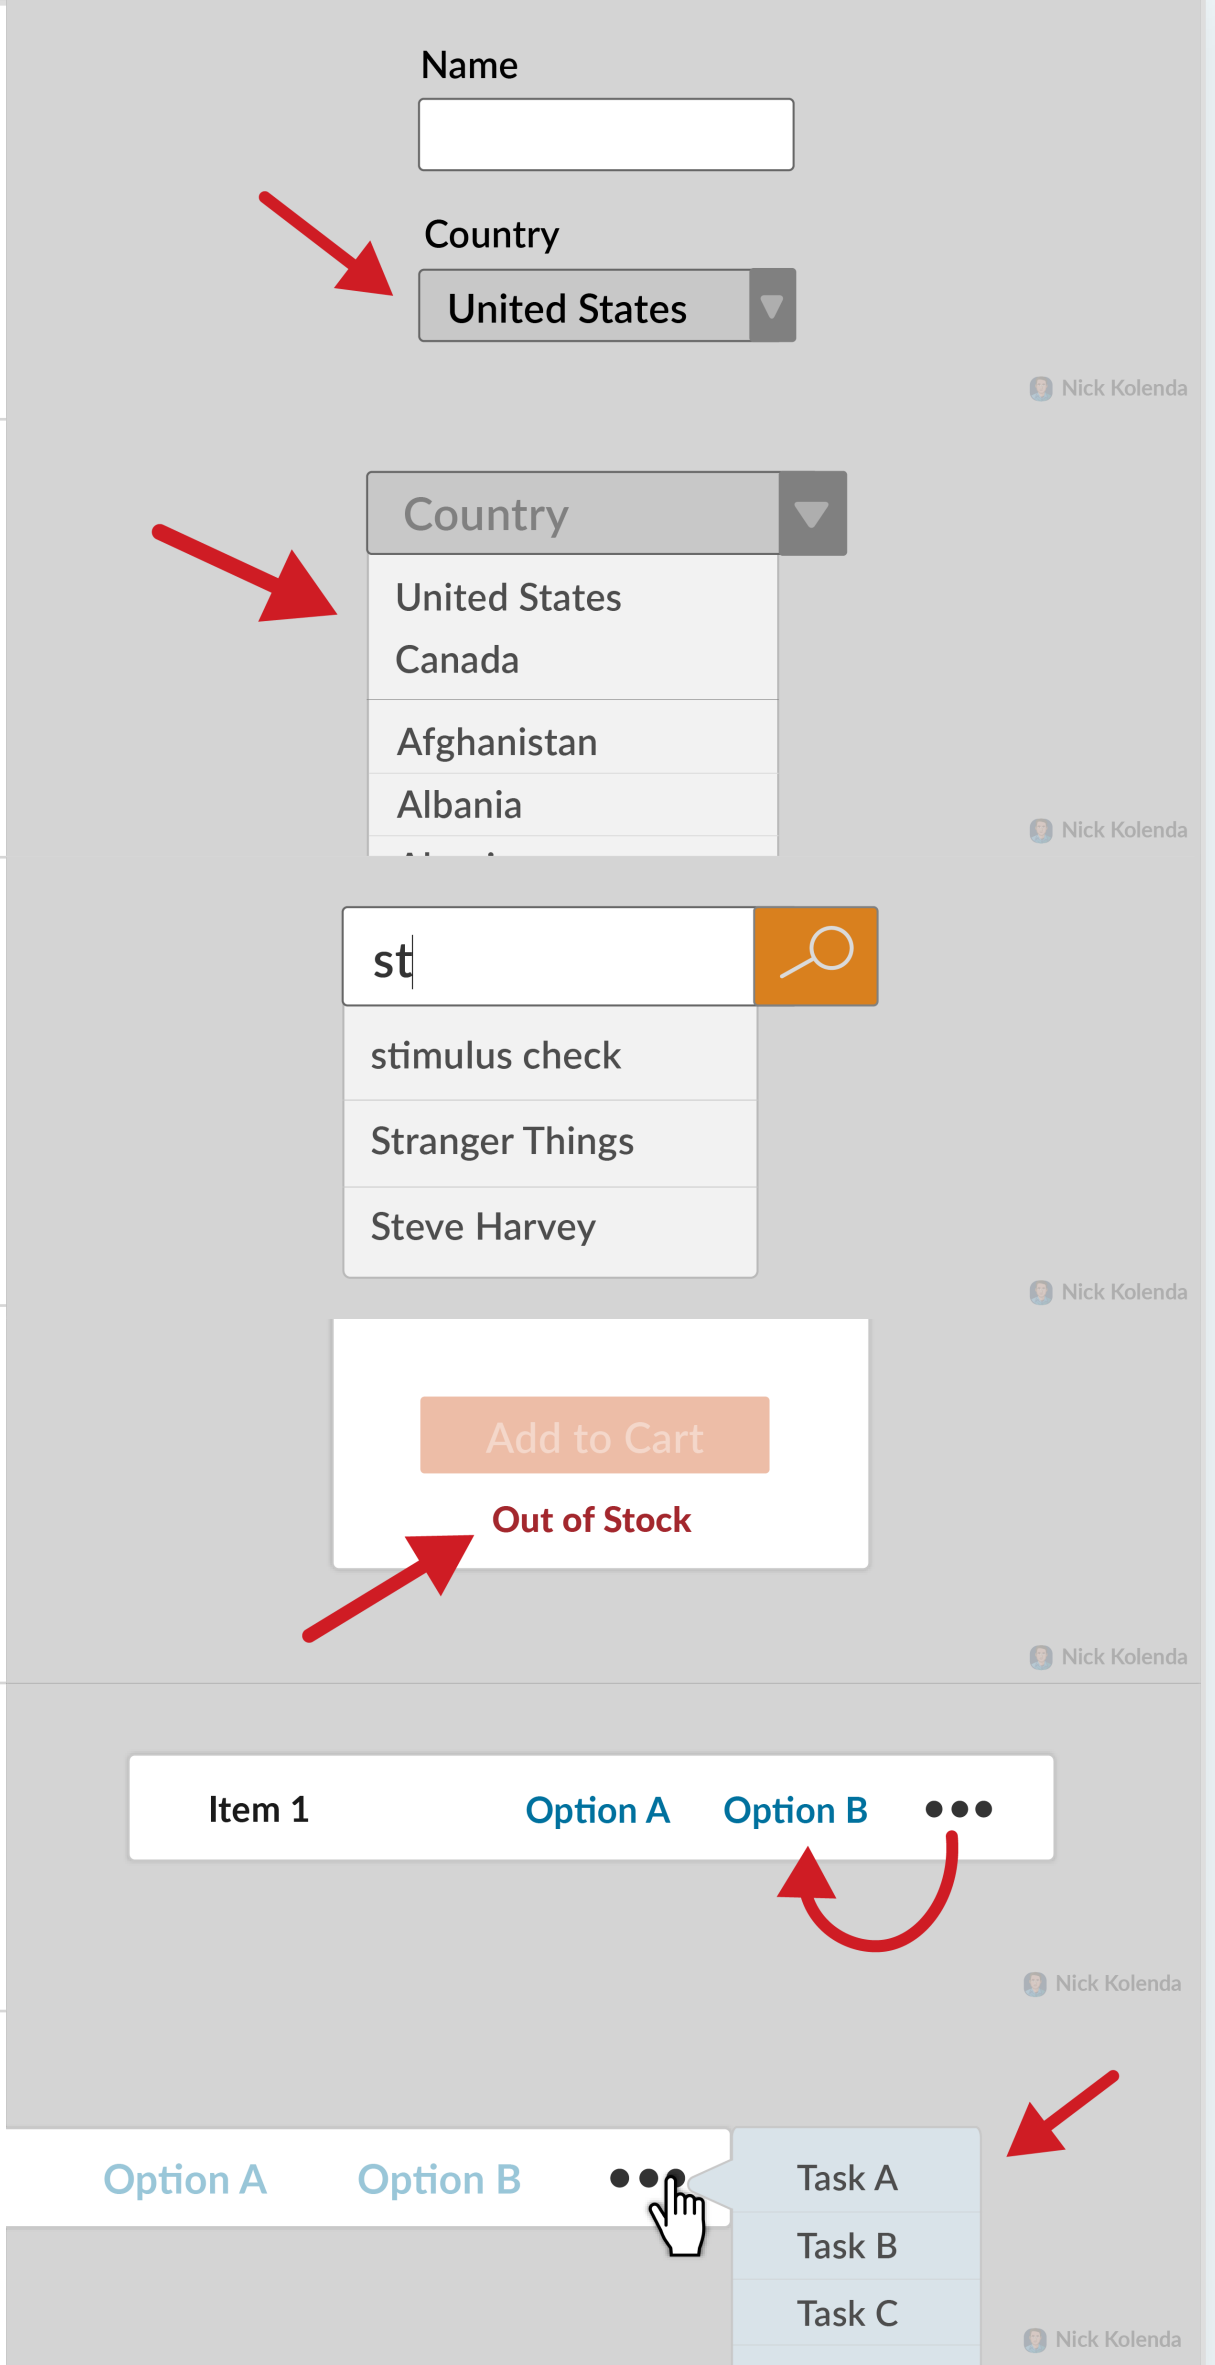 Name
Country
United States
Nick Kolenda
Country
United States
Canada
Afghanistan
Albania
Nick Kolenda
st
stimulus check
Stranger Things
Steve Harvey
Nick Kolenda
Add to Cart
Out of Stock
Nick Kolenda
Item 1 Option A Option B
Nick Kolenda
Option A Option B Task A
Task B
Task C
Nick Kolenda